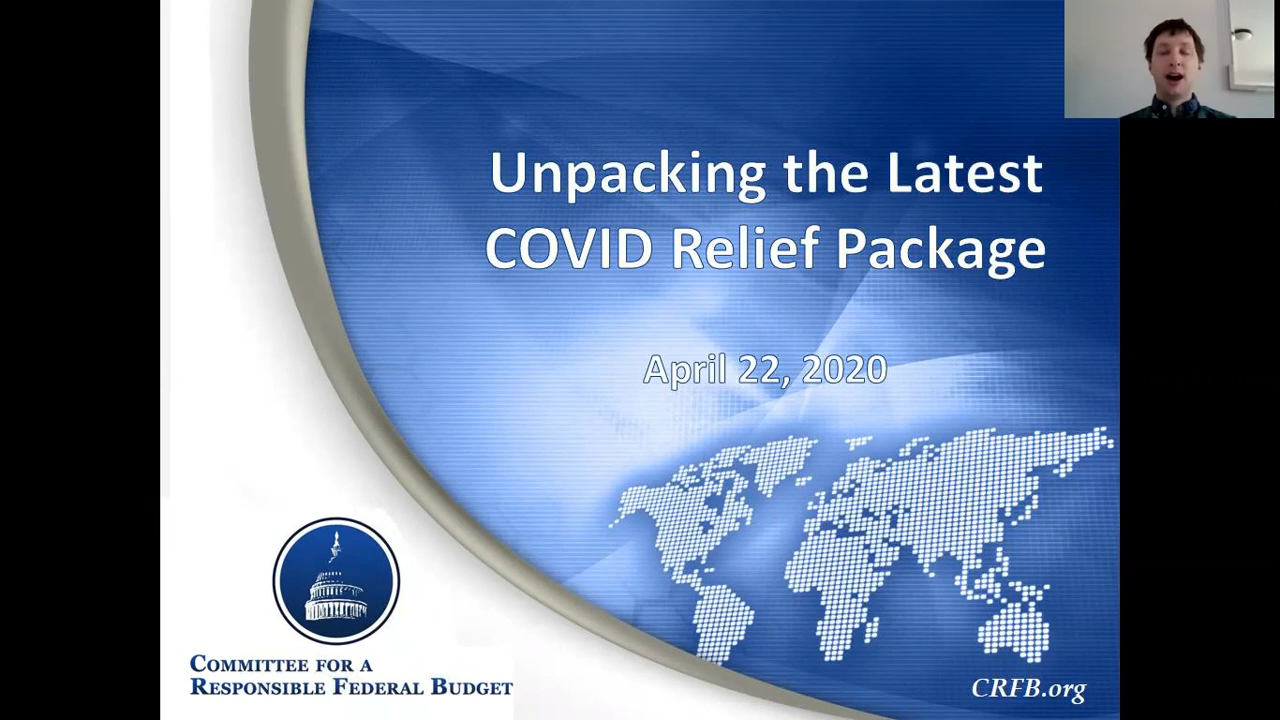 Unpacking the Latest
COVID Relief Package
April 22, 2020
COMMITTEE FOR A
RESPONSIBLE FEDERAL BUDGET
CRFB.org